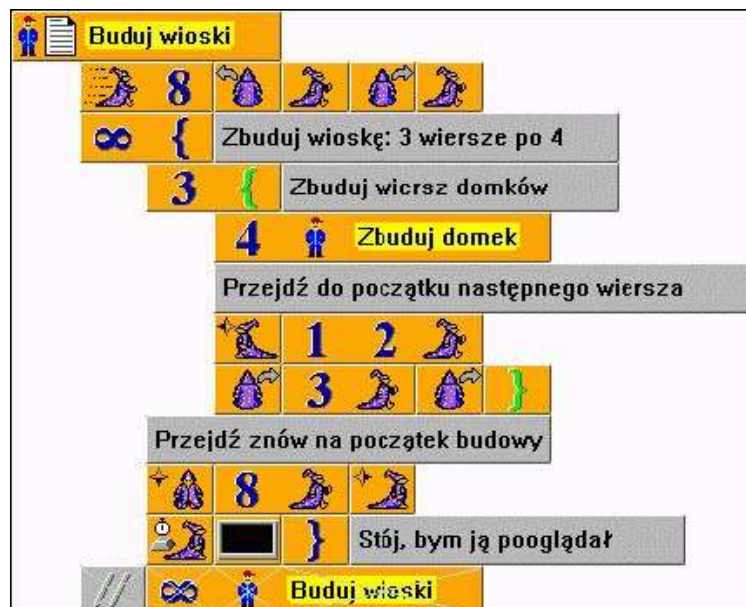 Buduj wioski
8
∞ { Zbuduj wioskę: 3 wiersze po 4
3 { Zbuduj wiersz domków
4 Zbuduj domek
Przejdź do początku następnego wiersza
1 2
3 }
Przejdź znów na początek budowy
8
} Stój, bym ją pooglądał
// ∞ Buduj wioski